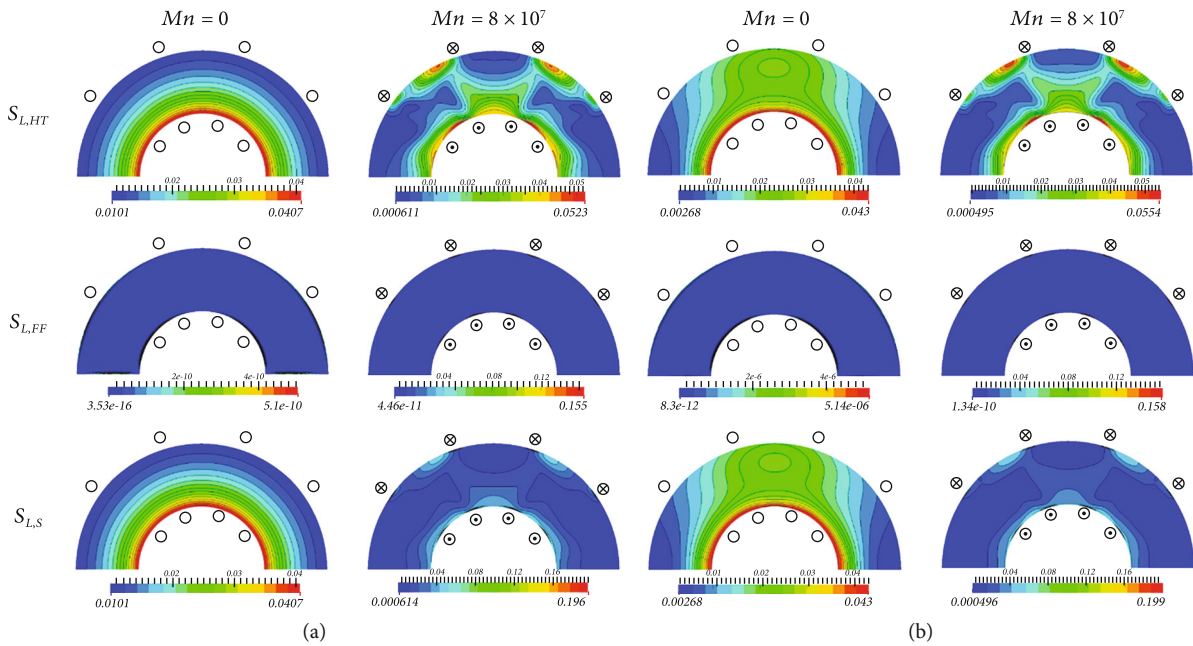 Mn = 0
Mn = 8 × 10⁷
Mn = 0
Mn = 8 × 10⁷
S_{L,HT}
0.02 0.03 0.04
0.0101 0.0407
0.01 0.02 0.03 0.04 0.05
0.000611 0.0523
0.01 0.02 0.03 0.04
0.00268 0.043
0.01 0.02 0.03 0.04 0.05
0.000495 0.0554
S_{L,FF}
2e-10 4e-10
3.53e-16 5.1e-10
0.04 0.08 0.12
4.46e-11 0.155
2e-6 4e-6
8.3e-12 5.14e-06
0.04 0.08 0.12
1.34e-10 0.158
S_{L,S}
0.02 0.03 0.04
0.0101 0.0407
0.04 0.08 0.12 0.16
0.000614 0.196
0.01 0.02 0.03 0.04
0.00268 0.043
0.04 0.08 0.12 0.16
0.000496 0.199
(a)
(b)